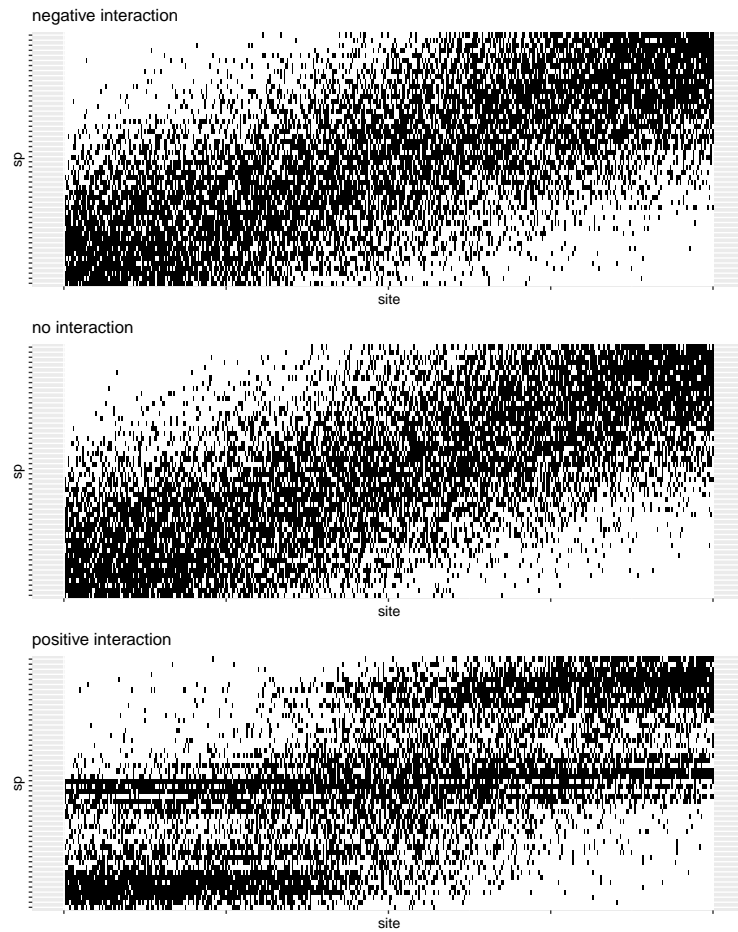 negative interaction
sp
site
no interaction
sp
site
positive interaction
sp
site